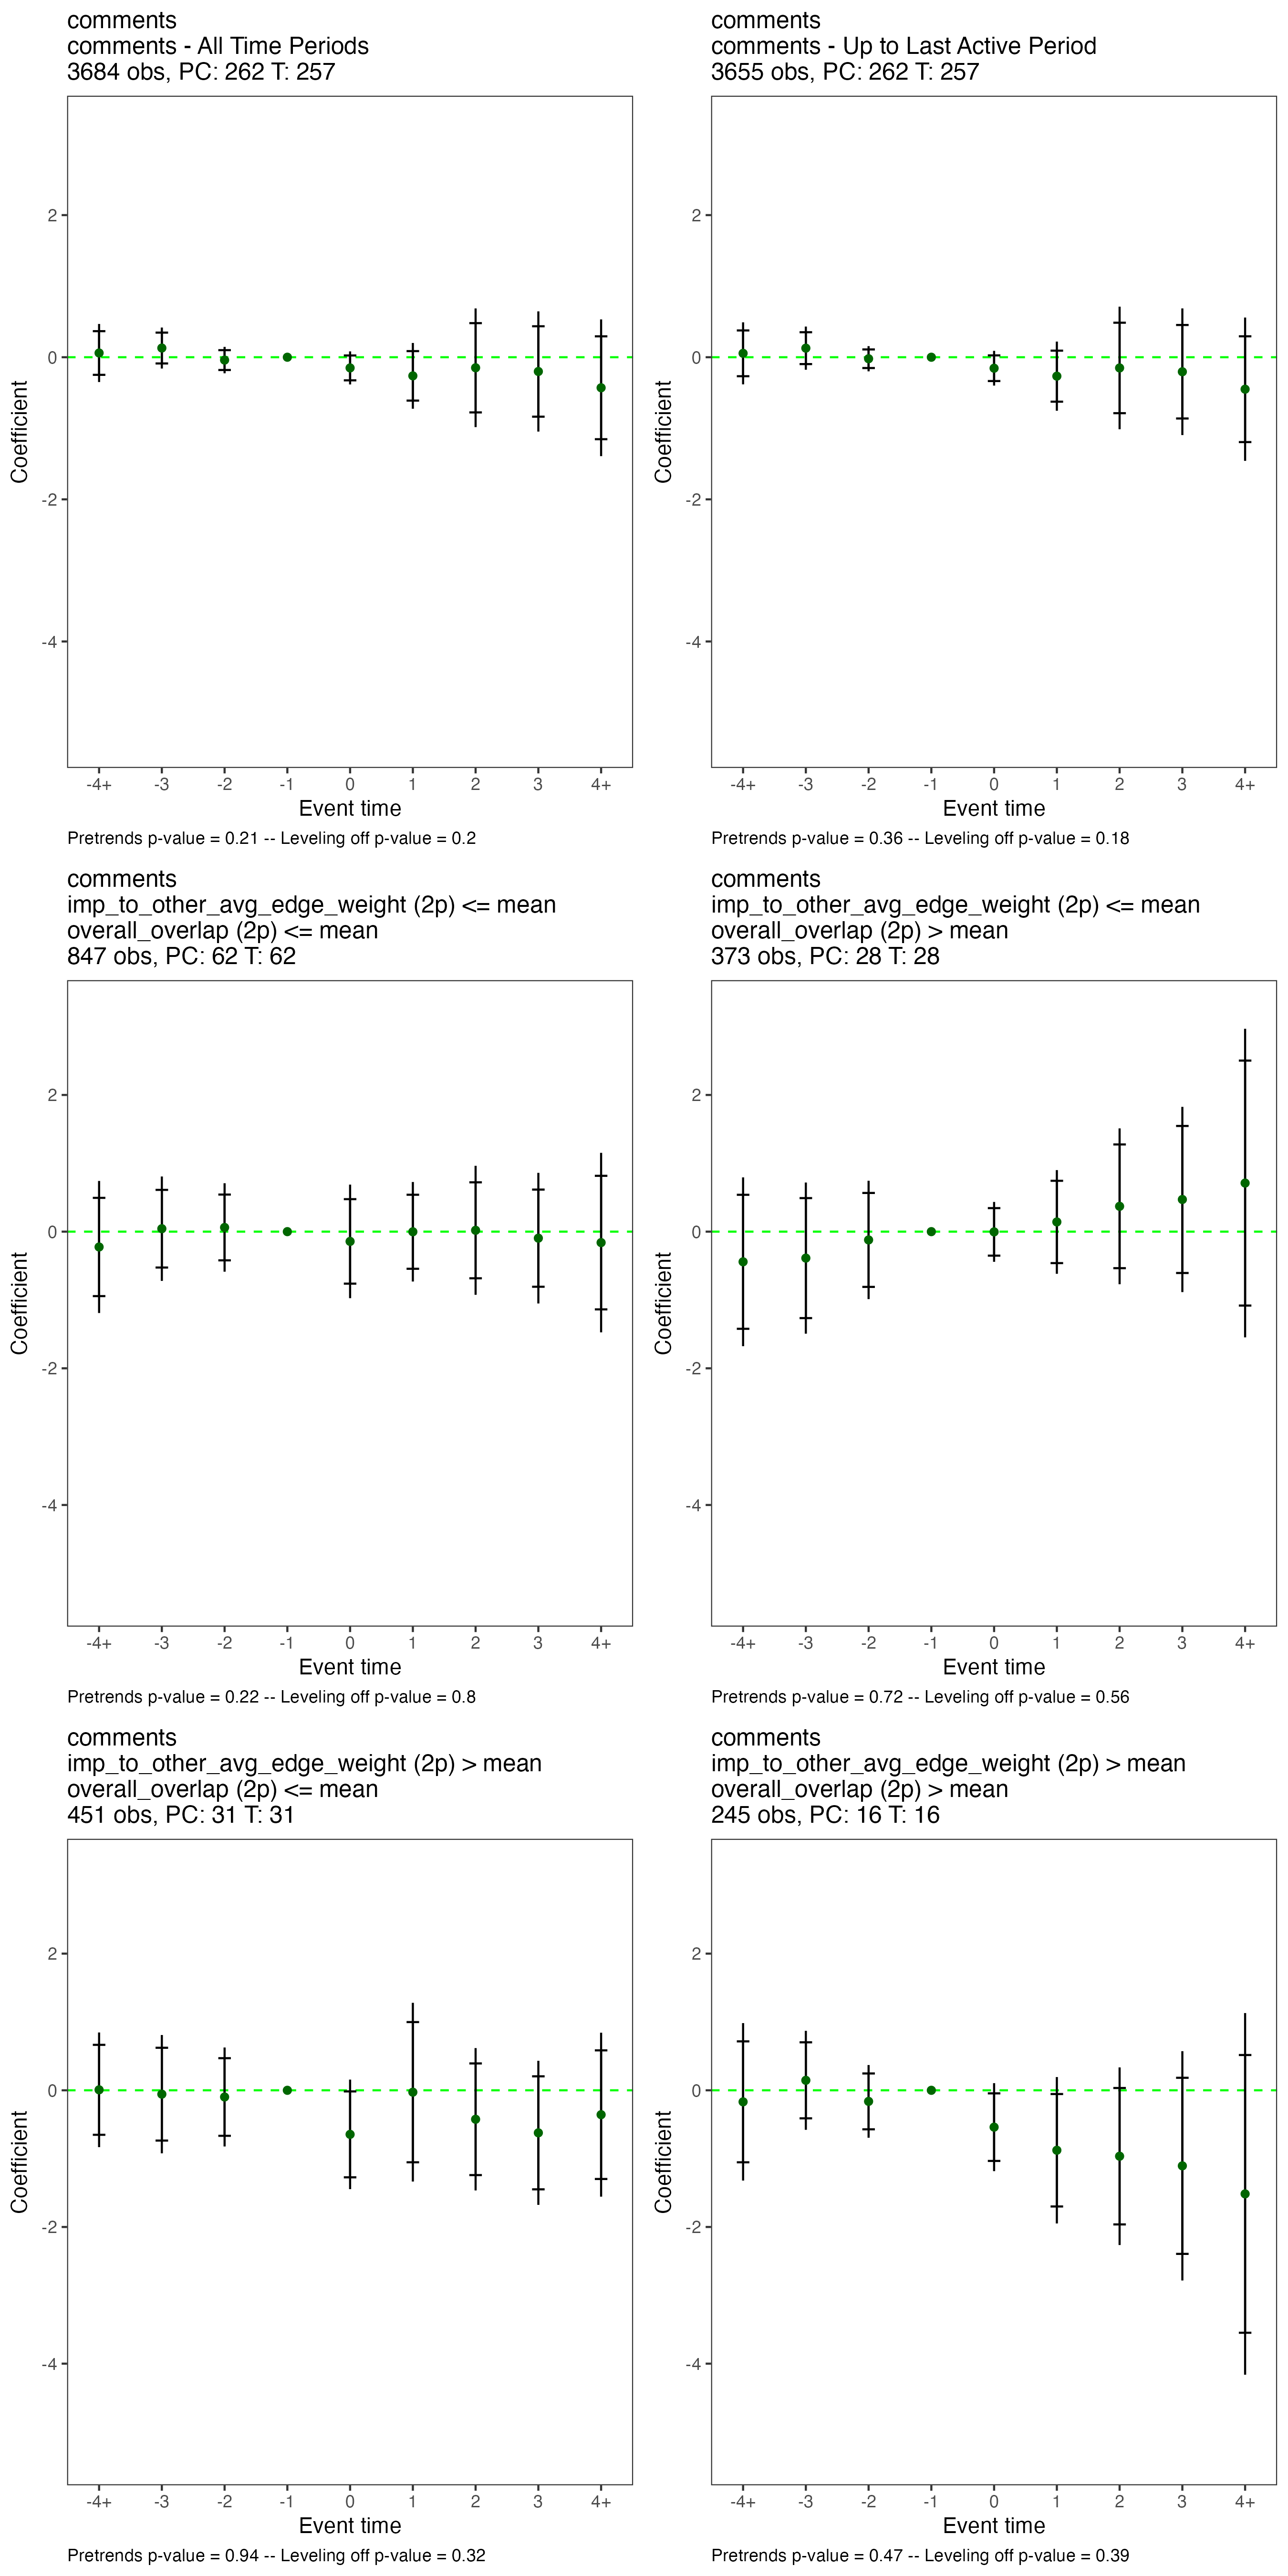 comments
comments - All Time Periods
3684 obs, PC: 262 T: 257
2
0
-2
-4
Coefficient
-4+ -3 -2 -1 0 1 2 3 4+
Event time
Pretrends p-value = 0.21 -- Leveling off p-value = 0.2
comments
comments - Up to Last Active Period
3655 obs, PC: 262 T: 257
2
0
-2
-4
Coefficient
-4+ -3 -2 -1 0 1 2 3 4+
Event time
Pretrends p-value = 0.36 -- Leveling off p-value = 0.18
comments
imp_to_other_avg_edge_weight (2p) <= mean
overall_overlap (2p) <= mean
847 obs, PC: 62 T: 62
2
0
-2
-4
Coefficient
-4+ -3 -2 -1 0 1 2 3 4+
Event time
Pretrends p-value = 0.22 -- Leveling off p-value = 0.8
comments
imp_to_other_avg_edge_weight (2p) <= mean
overall_overlap (2p) > mean
373 obs, PC: 28 T: 28
2
0
-2
-4
Coefficient
-4+ -3 -2 -1 0 1 2 3 4+
Event time
Pretrends p-value = 0.72 -- Leveling off p-value = 0.56
comments
imp_to_other_avg_edge_weight (2p) > mean
overall_overlap (2p) <= mean
451 obs, PC: 31 T: 31
2
0
-2
-4
Coefficient
-4+ -3 -2 -1 0 1 2 3 4+
Event time
Pretrends p-value = 0.94 -- Leveling off p-value = 0.32
comments
imp_to_other_avg_edge_weight (2p) > mean
overall_overlap (2p) > mean
245 obs, PC: 16 T: 16
2
0
-2
-4
Coefficient
-4+ -3 -2 -1 0 1 2 3 4+
Event time
Pretrends p-value = 0.47 -- Leveling off p-value = 0.39